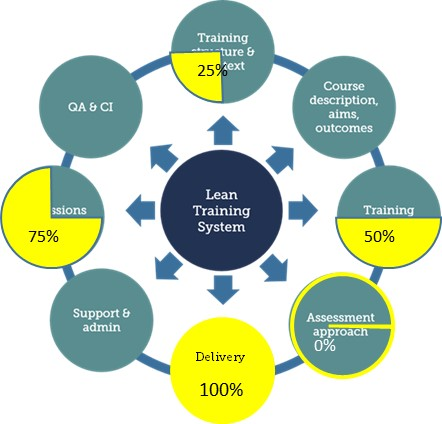 Training
structure &
25%
Course
description,
aims,
outcomes
QA & CI
Lean
Training
System
75%
Training
50%
Support &
admin
Assessment
approach
0%
Delivery
100%